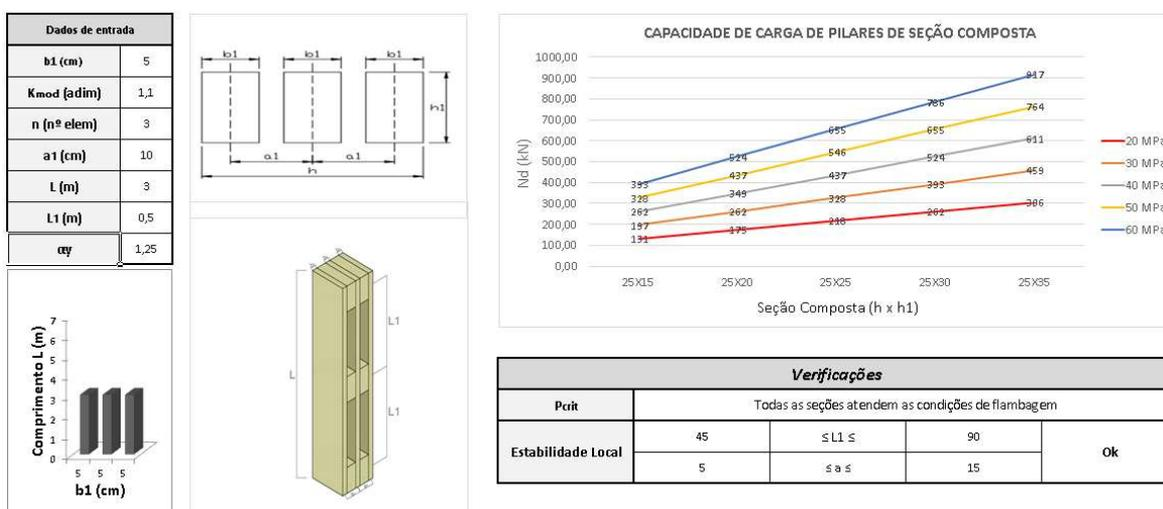 Dados de entrada
b1 (cm) 5
Kmod (adim) 1,1
n (nº elem) 3
a1 (cm) 10
L (m) 3
L1 (m) 0,5
αy 1,25
b1 b1 b1
h1
a1 a1
h
L
L1
L1
Comprimento L (m)
7
6
5
4
3
2
1
0
5 5 5
b1 (cm)
CAPACIDADE DE CARGA DE PILARES DE SEÇÃO COMPOSTA
Nd (kN)
1000,00
900,00
800,00
700,00
600,00
500,00
400,00
300,00
200,00
100,00
0,00
393 524 655 786 917
328 437 546 655 764
262 349 437 524 611
197 262 328 393 459
131 175 218 262 306
25X15 25X20 25X25 25X30 25X35
Seção Composta (h x h1)
20 MPa
30 MPa
40 MPa
50 MPa
60 MPa
Verificações
Pcrit Todas as seções atendem as condições de flambagem
Estabilidade Local 45 ≤ L1 ≤ 90 Ok
5 ≤ a ≤ 15